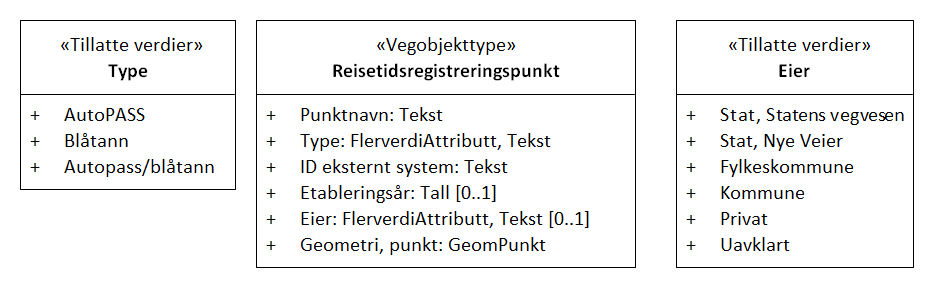 «Tillatte verdier»
Type
+ AutoPASS
+ Blåtann
+ Autopass/blåtann
«Vegobjekttype»
Reisetidsregistreringspunkt
+ Punktnavn: Tekst
+ Type: FlerverdiAttributt, Tekst
+ ID eksternt system: Tekst
+ Etableringsår: Tall [0..1]
+ Eier: FlerverdiAttributt, Tekst [0..1]
+ Geometri, punkt: GeomPunkt
«Tillatte verdier»
Eier
+ Stat, Statens vegvesen
+ Stat, Nye Veier
+ Fylkeskommune
+ Kommune
+ Privat
+ Uavklart